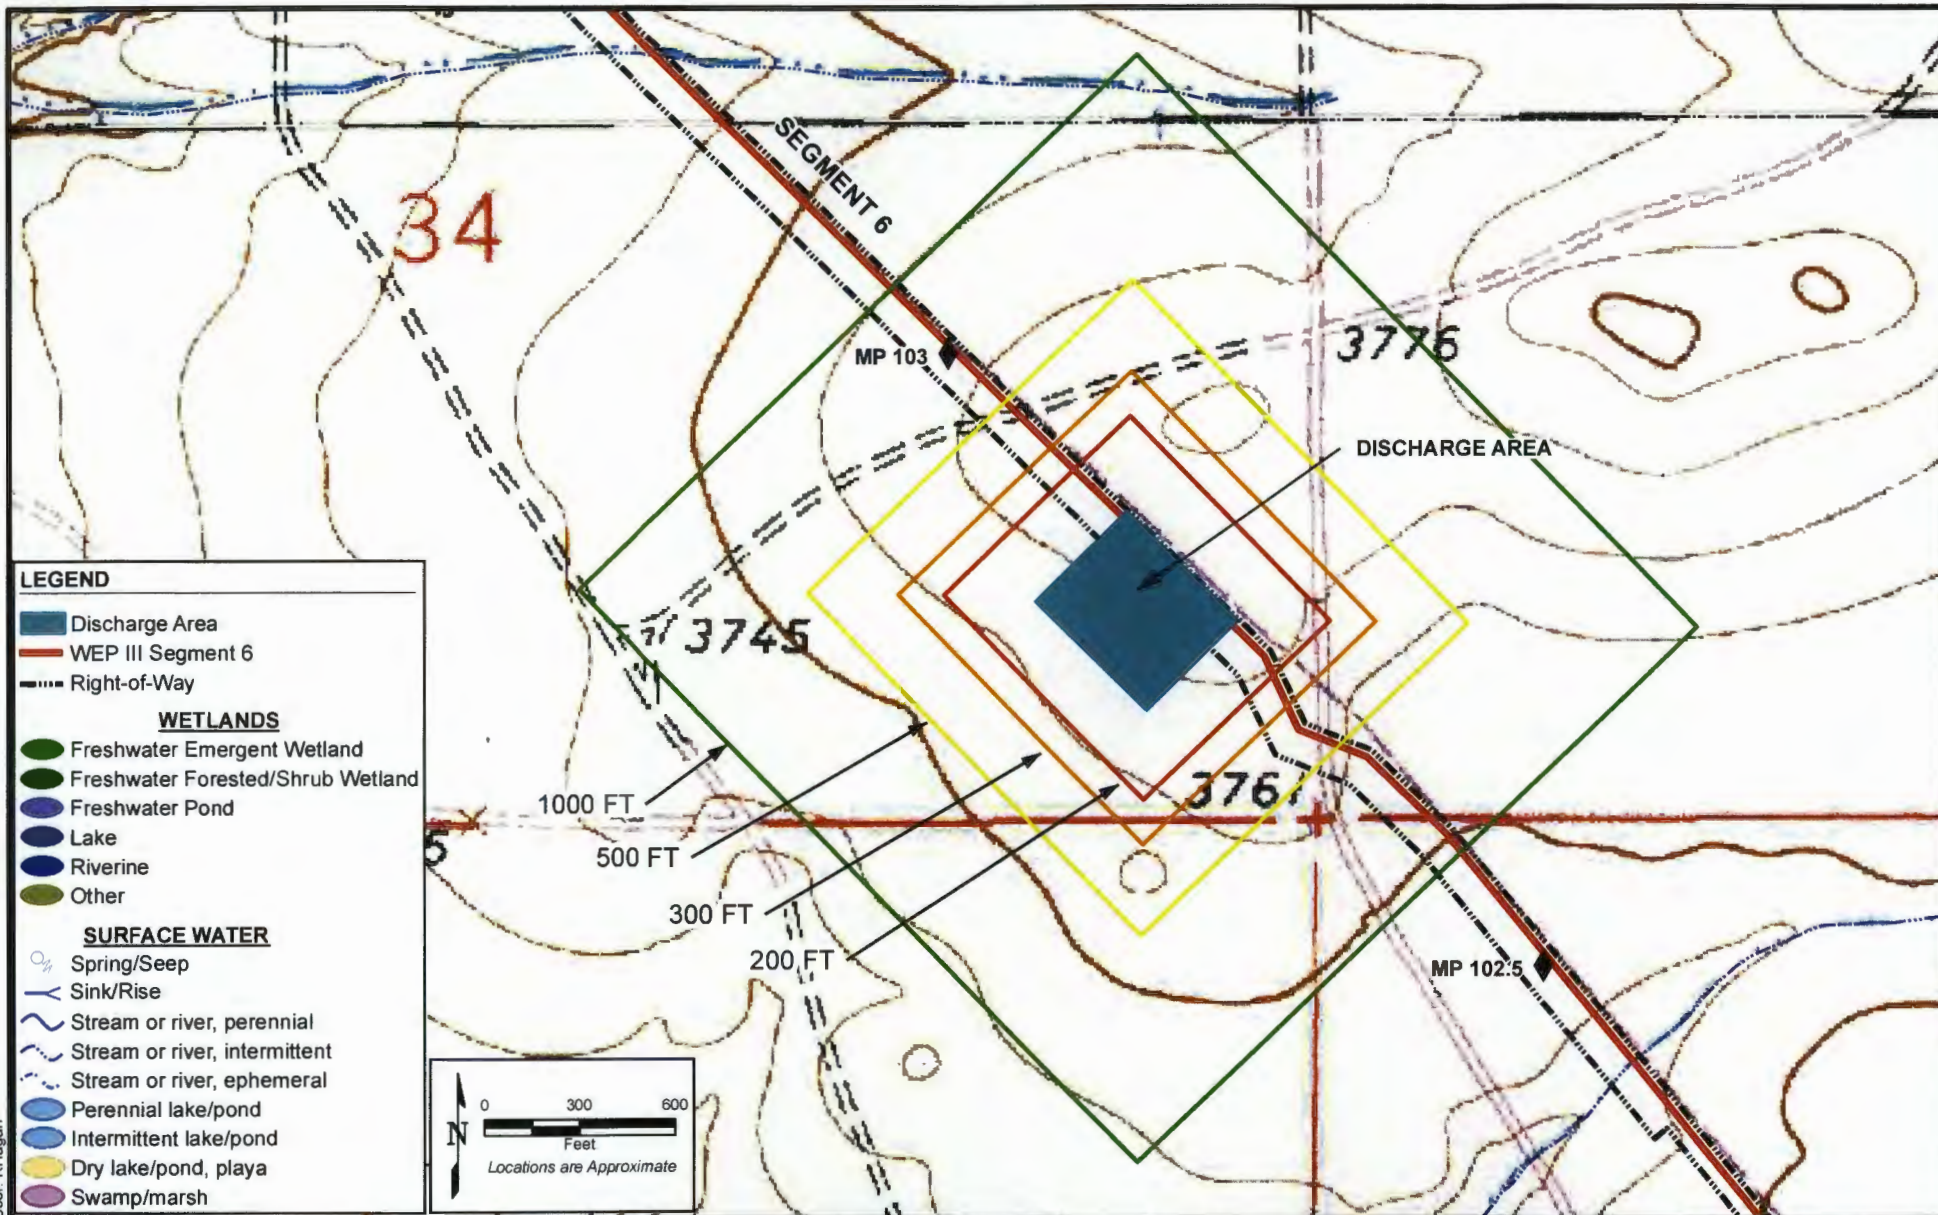 SEGMENT 6
34
MP 103
3776
DISCHARGE AREA
3745
3761
1000 FT
500 FT
300 FT
200 FT
MP 102.5
5
LEGEND
Discharge Area
WEP III Segment 6
Right-of-Way
WETLANDS
Freshwater Emergent Wetland
Freshwater Forested/Shrub Wetland
Freshwater Pond
Lake
Riverine
Other
SURFACE WATER
Spring/Seep
Sink/Rise
Stream or river, perennial
Stream or river, intermittent
Stream or river, ephemeral
Perennial lake/pond
Intermittent lake/pond
Dry lake/pond, playa
Swamp/marsh
N
0 300 600
Feet
Locations are Approximate